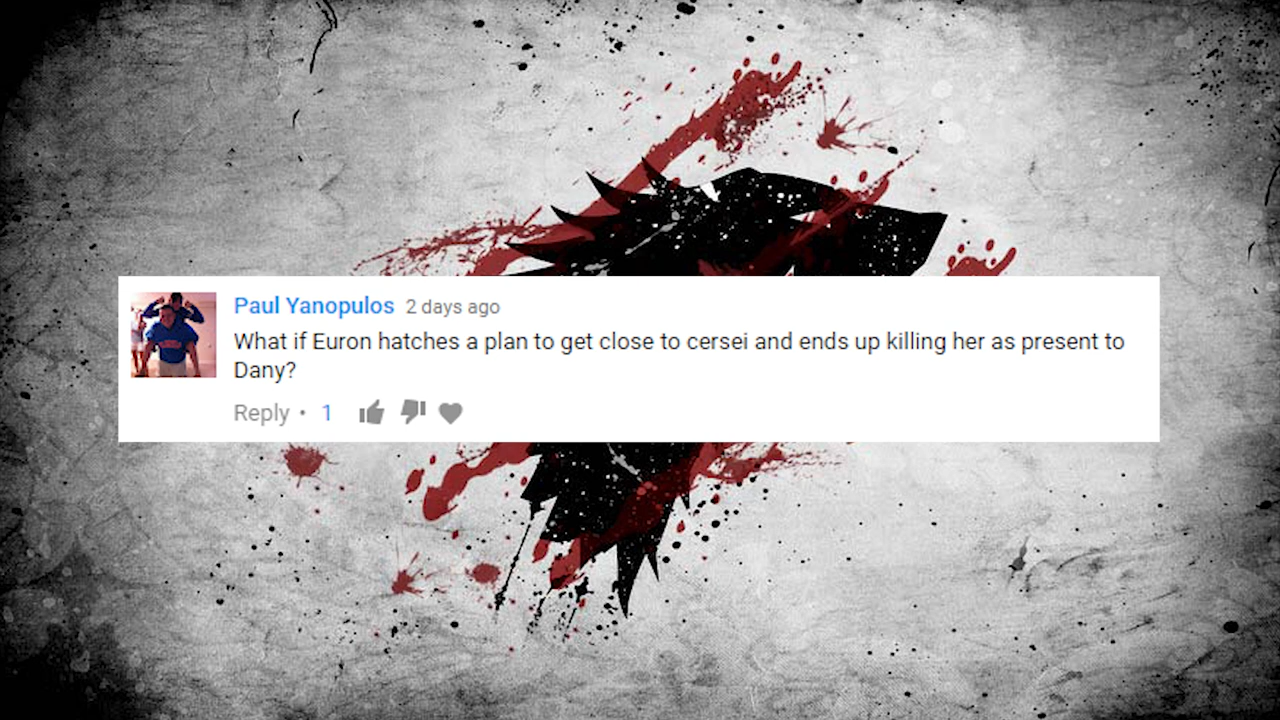 Paul Yanopulos 2 days ago
What if Euron hatches a plan to get close to cersei and ends up killing her as present to
Dany?
Reply • 1